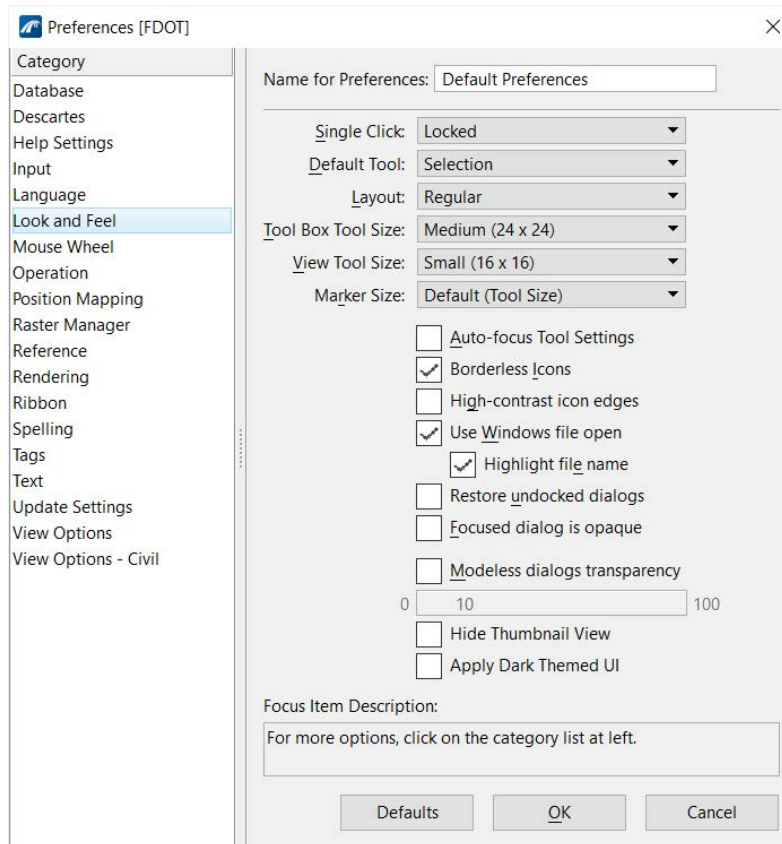 Preferences [FDOT]
Category
Database
Descartes
Help Settings
Input
Language
Look and Feel
Mouse Wheel
Operation
Position Mapping
Raster Manager
Reference
Rendering
Ribbon
Spelling
Tags
Text
Update Settings
View Options
View Options - Civil
Name for Preferences: Default Preferences
Single Click: Locked
Default Tool: Selection
Layout: Regular
Tool Box Tool Size: Medium (24 x 24)
View Tool Size: Small (16 x 16)
Marker Size: Default (Tool Size)
Auto-focus Tool Settings
Borderless Icons
High-contrast icon edges
Use Windows file open
Highlight file name
Restore undocked dialogs
Focused dialog is opaque
Modeless dialogs transparency
0 10 100
Hide Thumbnail View
Apply Dark Themed UI
Focus Item Description:
For more options, click on the category list at left.
Defaults OK Cancel